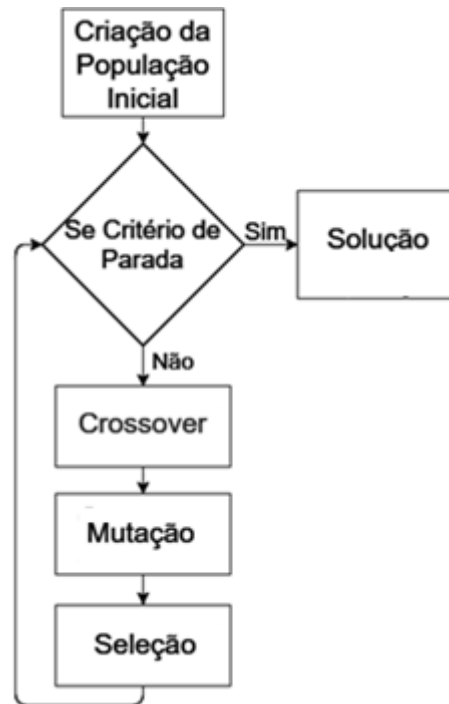 Criação da
População
Inicial
Se Critério de
Parada
Sim
Solução
Não
Crossover
Mutação
Seleção